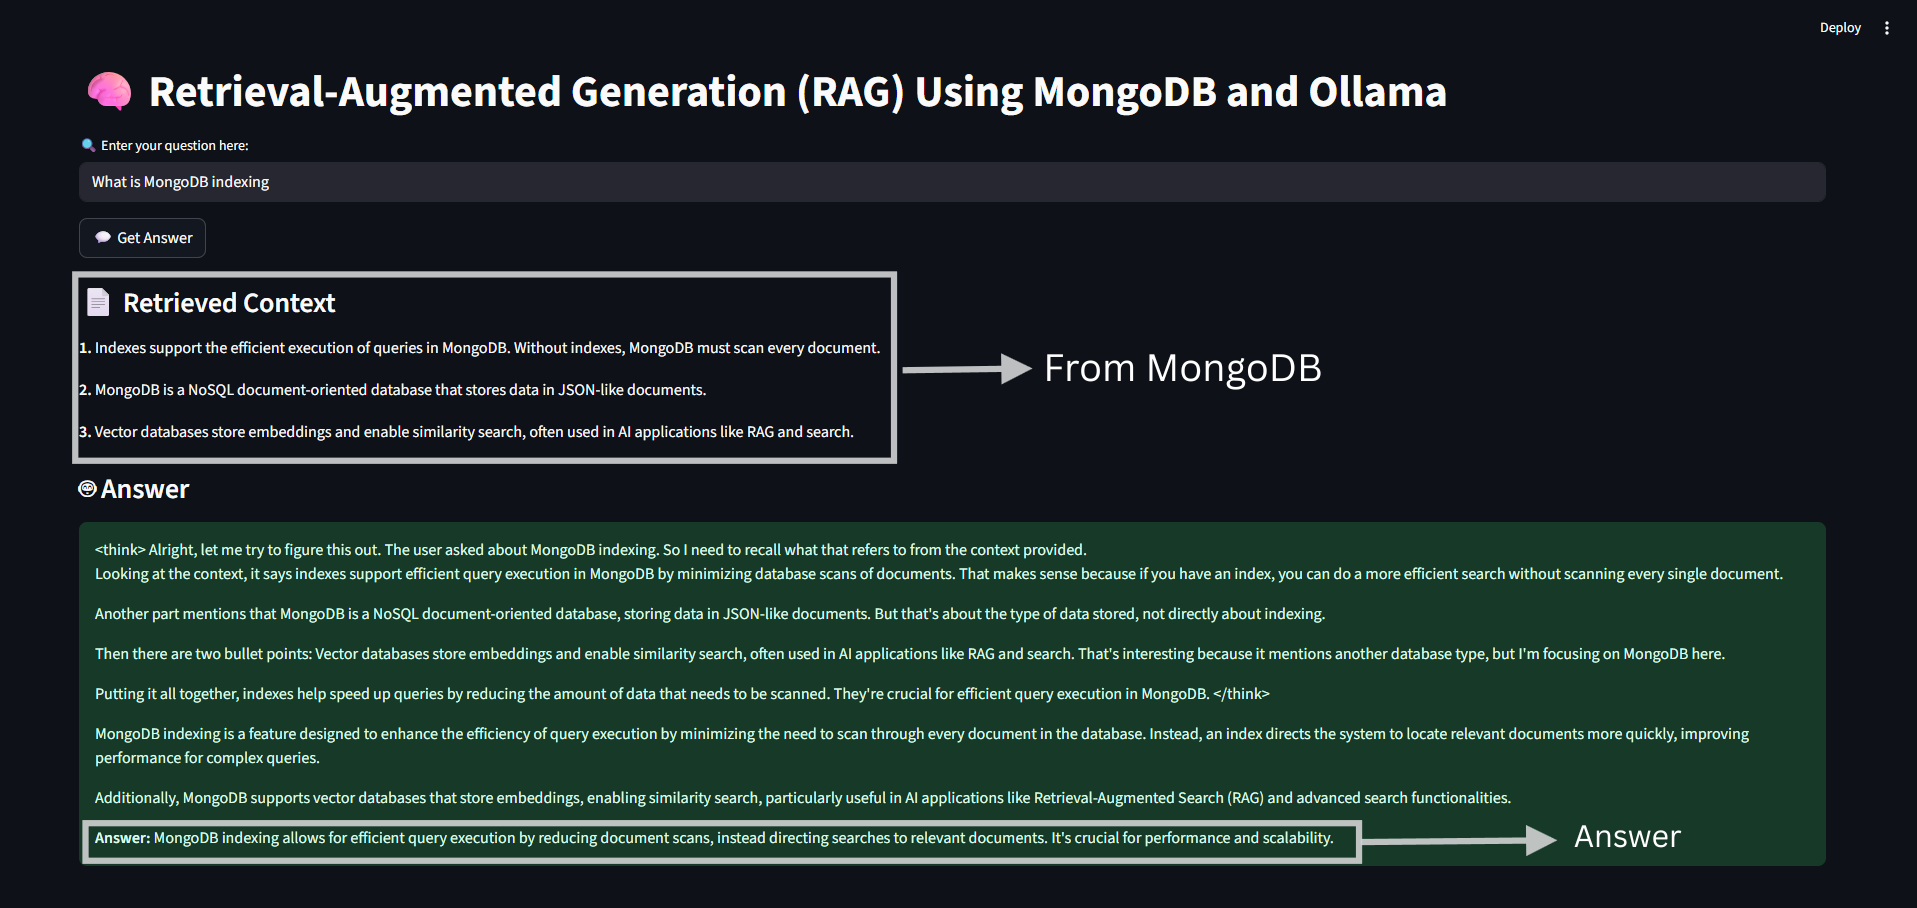 Deploy
Retrieval-Augmented Generation (RAG) Using MongoDB and Ollama
Enter your question here:
What is MongoDB indexing
Get Answer
Retrieved Context
1. Indexes support the efficient execution of queries in MongoDB. Without indexes, MongoDB must scan every document.
From MongoDB
2. MongoDB is a NoSQL document-oriented database that stores data in JSON-like documents.
3. Vector databases store embeddings and enable similarity search, often used in AI applications like RAG and search.
Answer
<think> Alright, let me try to figure this out. The user asked about MongoDB indexing. So I need to recall what that refers to from the context provided.
Looking at the context, it says indexes support efficient query execution in MongoDB by minimizing database scans of documents. That makes sense because if you have an index, you can do a more efficient search without scanning every single document.
Another part mentions that MongoDB is a NoSQL document-oriented database, storing data in JSON-like documents. But that's about the type of data stored, not directly about indexing.
Then there are two bullet points: Vector databases store embeddings and enable similarity search, often used in AI applications like RAG and search. That's interesting because it mentions another database type, but I'm focusing on MongoDB here.
Putting it all together, indexes help speed up queries by reducing the amount of data that needs to be scanned. They're crucial for efficient query execution in MongoDB. </think>
MongoDB indexing is a feature designed to enhance the efficiency of query execution by minimizing the need to scan through every document in the database. Instead, an index directs the system to locate relevant documents more quickly, improving
performance for complex queries.
Additionally, MongoDB supports vector databases that store embeddings, enabling similarity search, particularly useful in AI applications like Retrieval-Augmented Search (RAG) and advanced search functionalities.
Answer: MongoDB indexing allows for efficient query execution by reducing document scans, instead directing searches to relevant documents. It's crucial for performance and scalability.
Answer